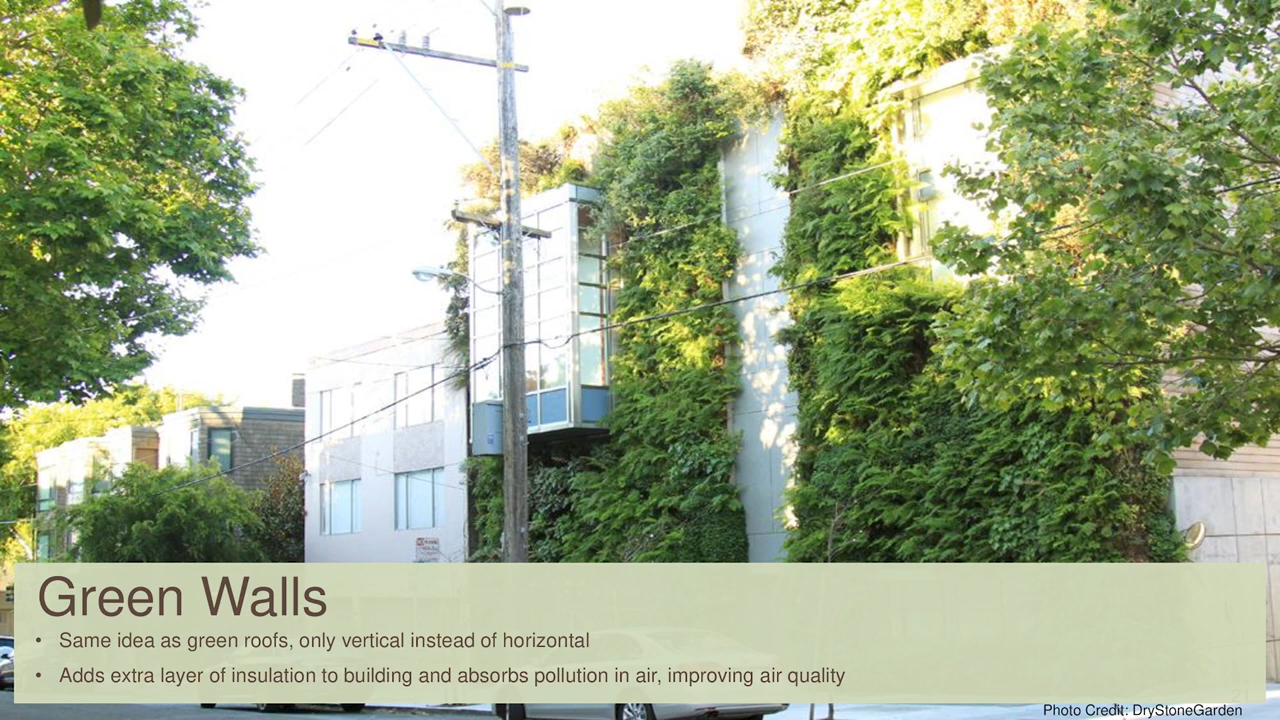 Green Walls
• Same idea as green roofs, only vertical instead of horizontal
• Adds extra layer of insulation to building and absorbs pollution in air, improving air quality
Photo Credit: DryStoneGarden